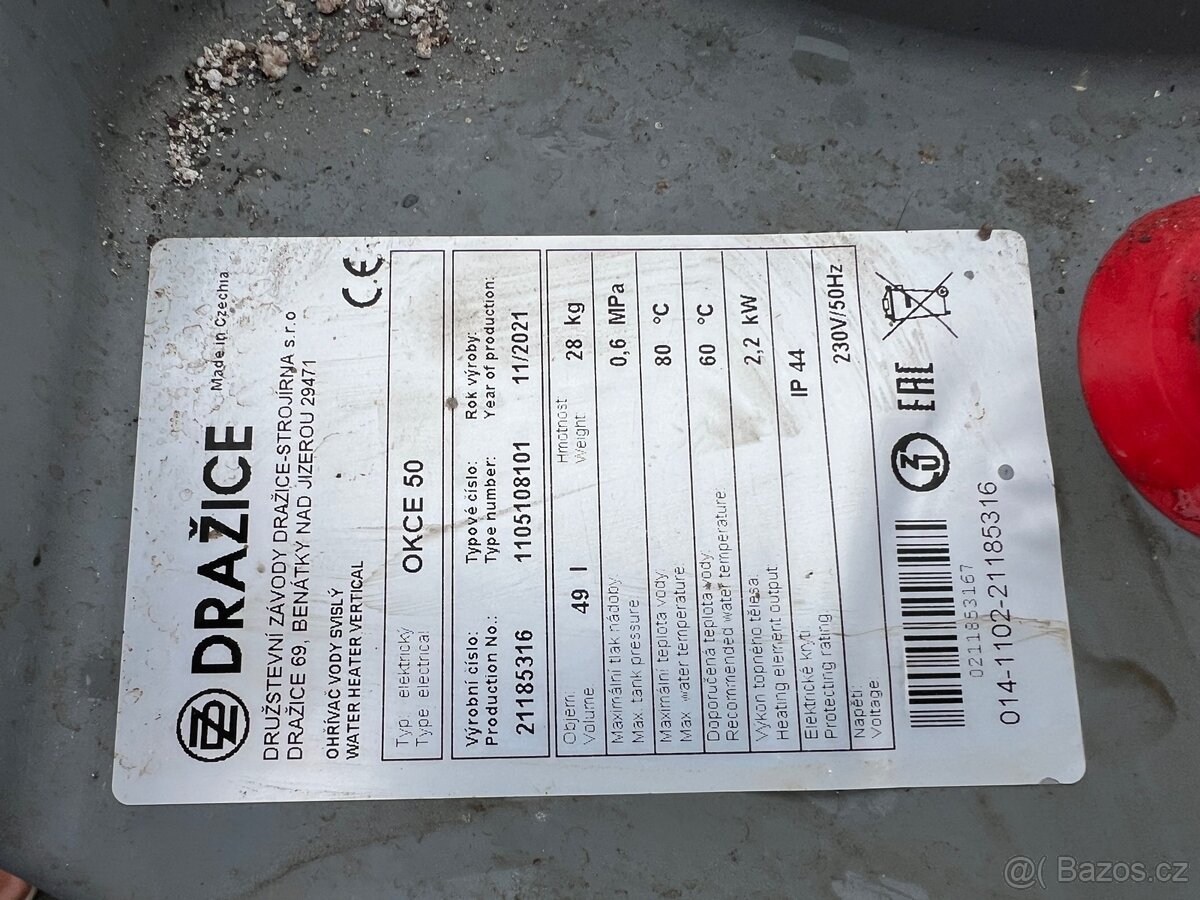 Made in Czechia
DZ DRAŽICE
CE
DRUŽSTEVNÍ ZÁVODY DRAŽICE-STROJÍRNA s.r.o
DRAŽICE 69, BENÁTKY NAD JIZEROU 29471
OHŘÍVAČ VODY SVISLÝ
WATER HEATER VERTICAL
Typ. elektrický
Type electrical
OKCE 50
Výrobní číslo: Typové číslo: Rok výroby:
Production No.: Type number: Year of production:
21185316 1105108101 11/2021
Objem: 49 l Hmotnost 28 kg
Volume Weight
Maximální tlak nádoby: 0,6 MPa
Max. tank pressure
Maximální teplota vody: 80 °C
Max. water temperature.
Doporučená teplota vody: 60 °C
Recommended water temperature:
Výkon topného tělesa: 2,2 kW
Heating element output
Elektrické krytí IP 44
Protecting rating.
Napětí: 230V/50Hz
Voltage:
EAC
0211853167
014-1102-21185316
@( Bazos.cz